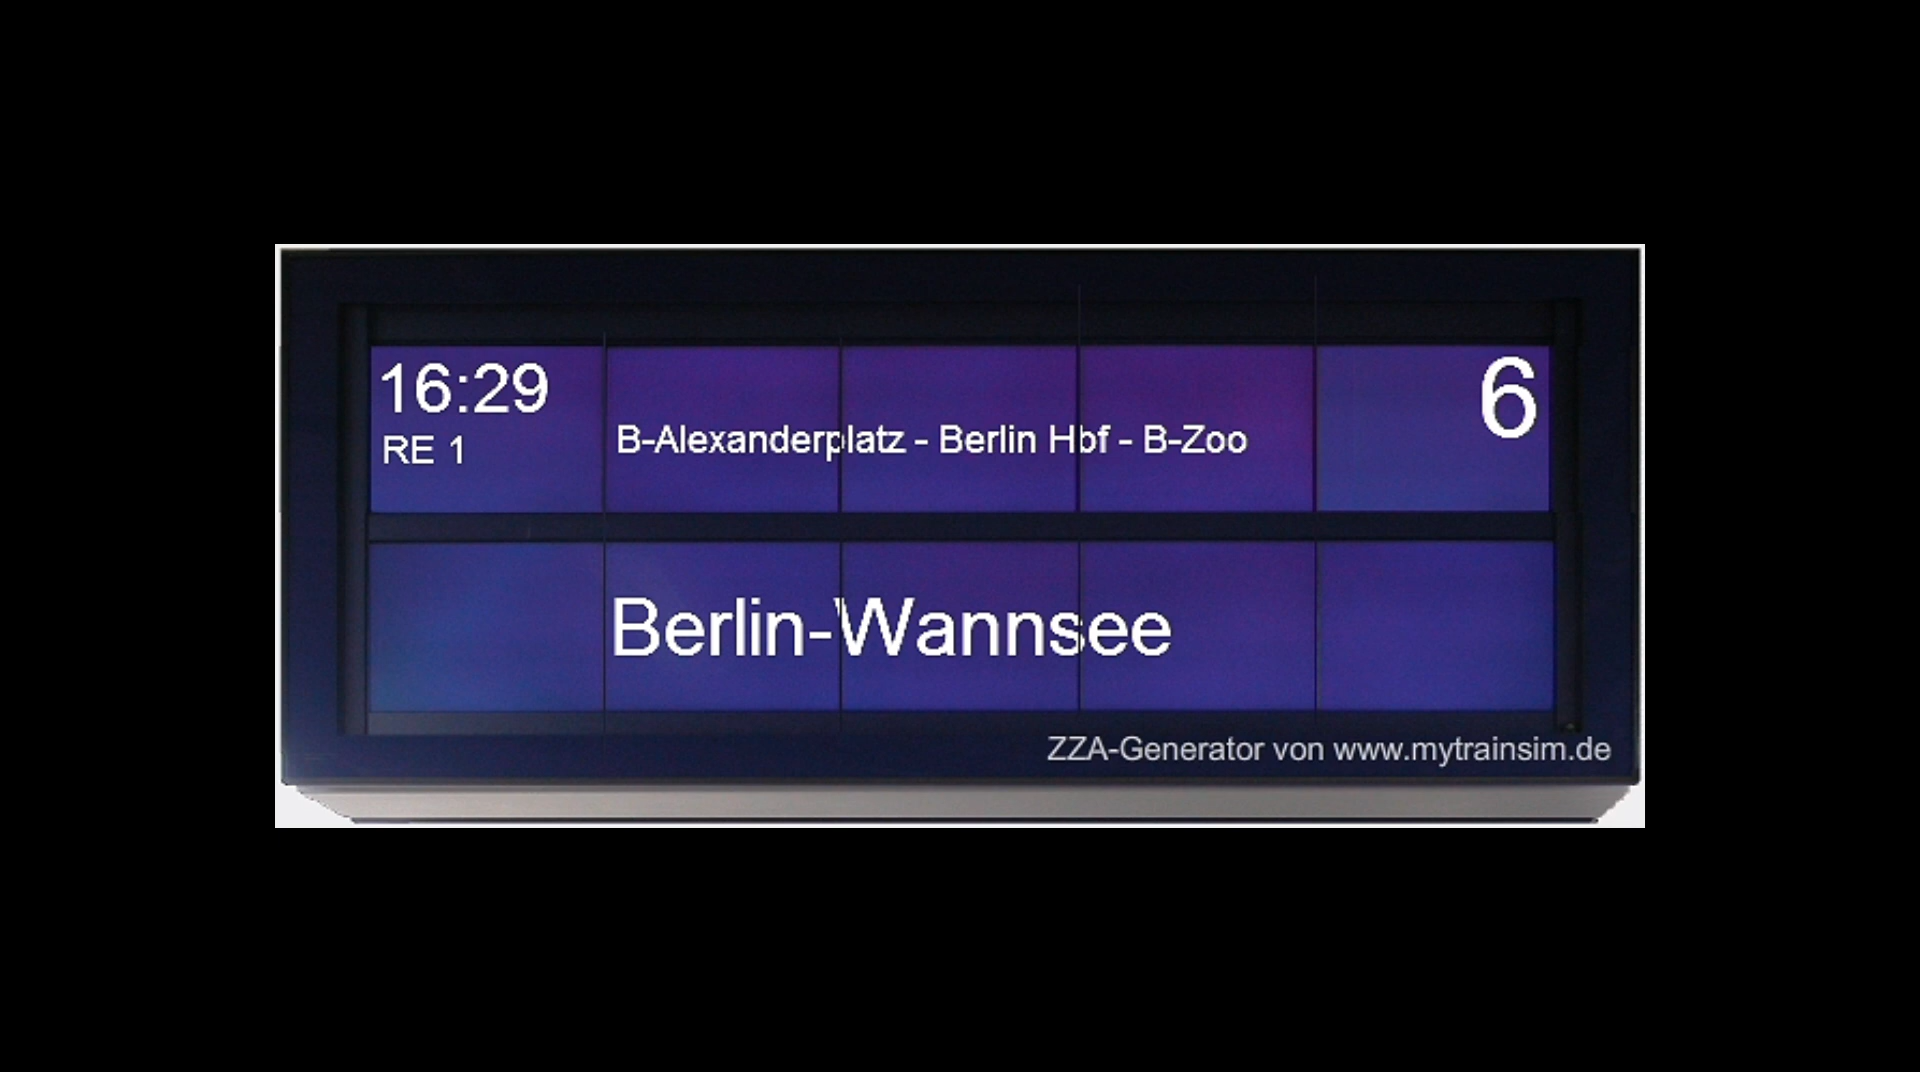 16:29
6
RE 1
B-Alexanderplatz - Berlin Hbf - B-Zoo
Berlin-Wannsee
ZZA-Generator von www.mytrainsim.de